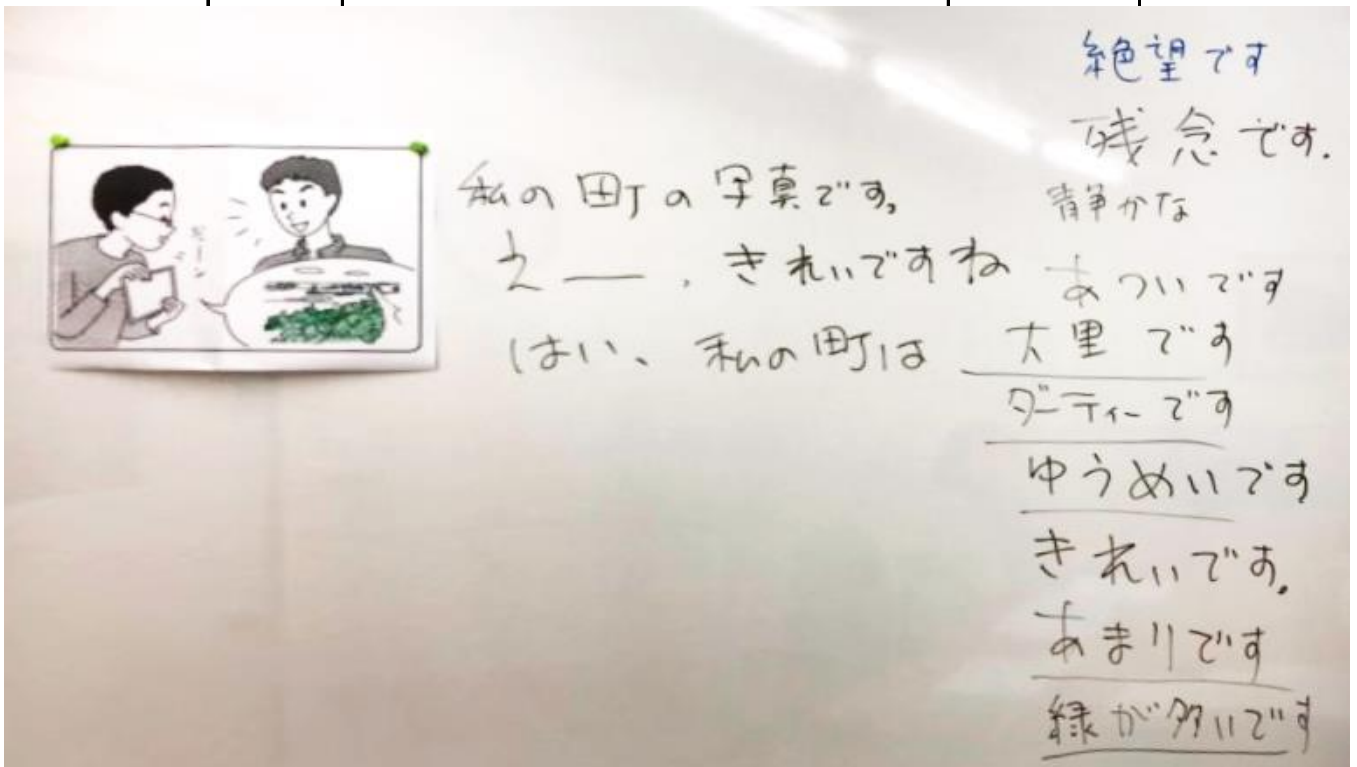 私の町の写真です。
えー、きれいですね
はい、私の町は
絶望です
残念です.
静かな
あついです
大里です
ダーティーです
ゆうめいです
きれいです。
あまりです
緑が多いです